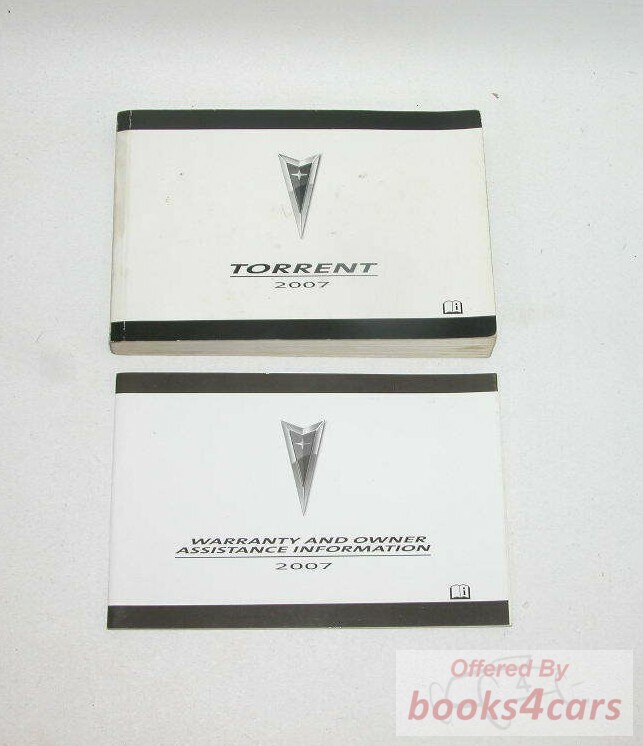 TORRENT
2007
WARRANTY AND OWNER
ASSISTANCE INFORMATION
2007
Offered By
books4cars